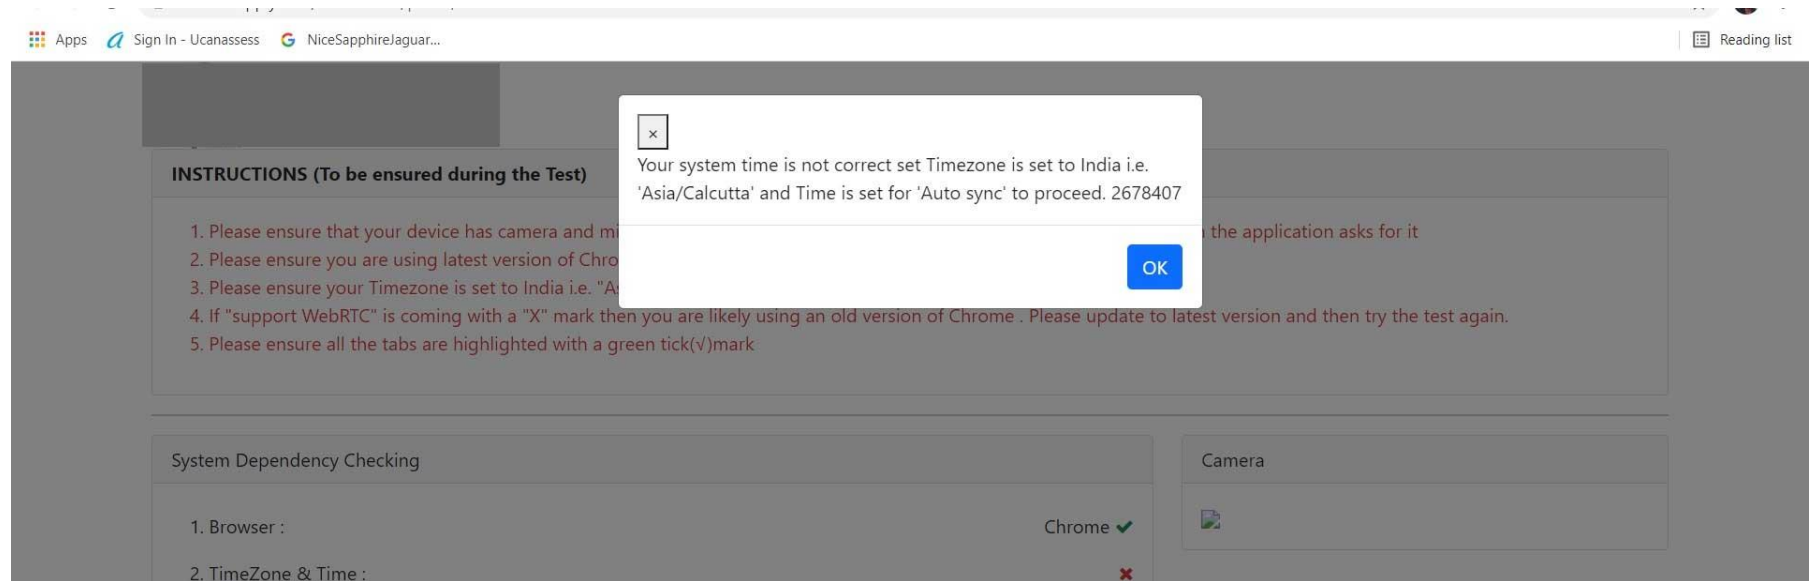 Apps Sign In - Ucanassess NiceSapphireJaguar... Reading list
×
Your system time is not correct set Timezone is set to India i.e.
'Asia/Calcutta' and Time is set for 'Auto sync' to proceed. 2678407
OK
INSTRUCTIONS (To be ensured during the Test)
1. Please ensure that your device has camera and the application asks for it
2. Please ensure you are using latest version of
3. Please ensure your Timezone is set to India i.e.
4. If "support WebRTC" is coming with a "X" mark then you are likely using an old version of Chrome . Please update to latest version and then try the test again.
5. Please ensure all the tabs are highlighted with a green tick(√)mark
System Dependency Checking
Camera
1. Browser : Chrome ✔
2. TimeZone & Time : ✖